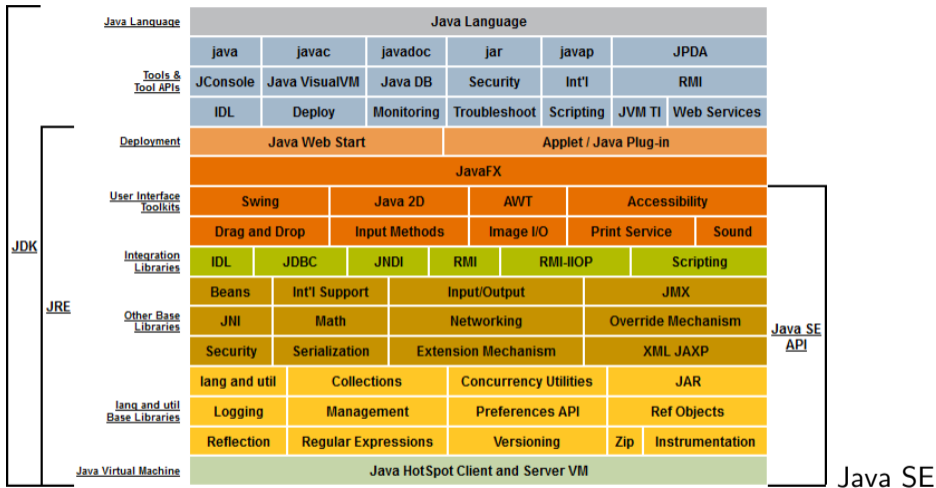 Java Language Java Language
java javac javadoc jar javap JPDA
Tools &
Tool APIs
JConsole Java VisualVM Java DB Security Int'l RMI
IDL Deploy Monitoring Troubleshoot Scripting JVM TI Web Services
Deployment Java Web Start Applet / Java Plug-in
JavaFX
User Interface
Toolkits
Swing Java 2D AWT Accessibility
Drag and Drop Input Methods Image I/O Print Service Sound
JDK
Integration
Libraries
IDL JDBC JNDI RMI RMI-IIOP Scripting
Beans Int'l Support Input/Output JMX
JRE
Other Base
Libraries
JNI Math Networking Override Mechanism
Java SE
API
Security Serialization Extension Mechanism XML JAXP
lang and util Collections Concurrency Utilities JAR
lang and util
Base Libraries
Logging Management Preferences API Ref Objects
Reflection Regular Expressions Versioning Zip Instrumentation
Java Virtual Machine Java HotSpot Client and Server VM
Java SE